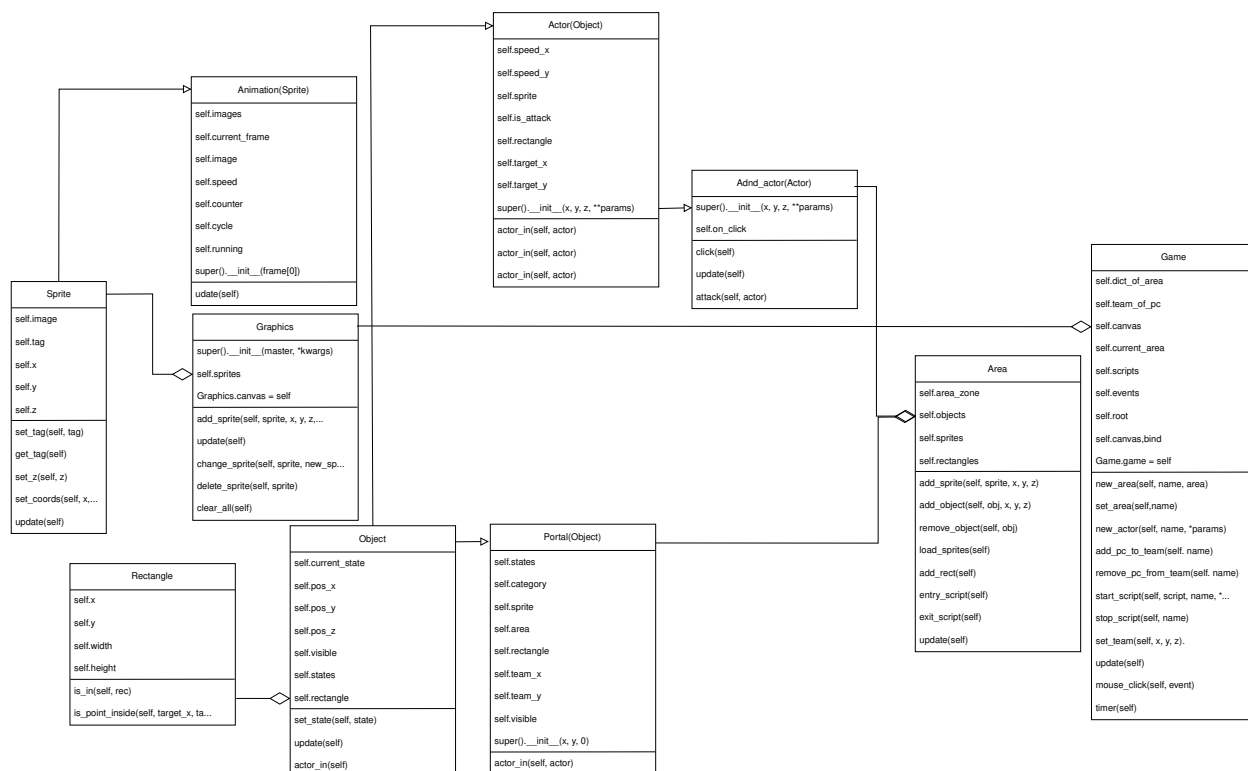 Actor(Object)
self.speed_x
self.speed_y
self.sprite
self.is_attack
self.rectangle
self.target_x
self.target_y
super().__init__(x, y, z, **params)
actor_in(self, actor)
actor_in(self, actor)
actor_in(self, actor)
Animation(Sprite)
self.images
self.current_frame
self.image
self.speed
self.counter
self.cycle
self.running
super().__init__(frame[0])
udate(self)
Adnd_actor(Actor)
super().__init__(x, y, z, **params)
self.on_click
click(self)
update(self)
attack(self, actor)
Game
self.dict_of_area
self.team_of_pc
self.canvas
self.current_area
self.scripts
self.events
self.root
self.canvas,bind
Game.game = self
new_area(self, name, area)
set_area(self,name)
new_actor(self, name, *params)
add_pc_to_team(self. name)
remove_pc_from_team(self. name)
start_script(self, script, name, *...
stop_script(self, name)
set_team(self, x, y, z).
update(self)
mouse_click(self, event)
timer(self)
Sprite
self.image
self.tag
self.x
self.y
self.z
set_tag(self, tag)
get_tag(self)
set_z(self, z)
set_coords(self, x,...
update(self)
Graphics
super().__init__(master, *kwargs)
self.sprites
Graphics.canvas = self
add_sprite(self, sprite, x, y, z,...
update(self)
change_sprite(self, sprite, new_sp...
delete_sprite(self, sprite)
clear_all(self)
Area
self.area_zone
self.objects
self.sprites
self.rectangles
add_sprite(self, sprite, x, y, z)
add_object(self, obj, x, y, z)
remove_object(self, obj)
load_sprites(self)
add_rect(self)
entry_script(self)
exit_script(self)
update(self)
Rectangle
self.x
self.y
self.width
self.height
is_in(self, rec)
is_point_inside(self, target_x, ta...
Object
self.current_state
self.pos_x
self.pos_y
self.pos_z
self.visible
self.states
self.rectangle
set_state(self, state)
update(self)
actor_in(self)
Portal(Object)
self.states
self.category
self.sprite
self.area
self.rectangle
self.team_x
self.team_y
self.visible
super().__init__(x, y, 0)
actor_in(self, actor)